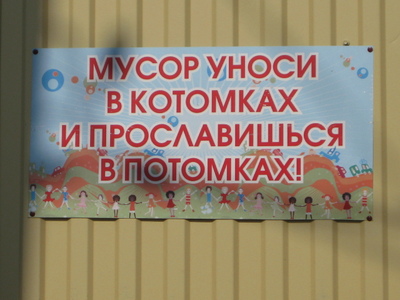 МУСОР УНОСИ
В КОТОМКАХ
И ПРОСЛАВИШЬСЯ
В ПОТОМКАХ!